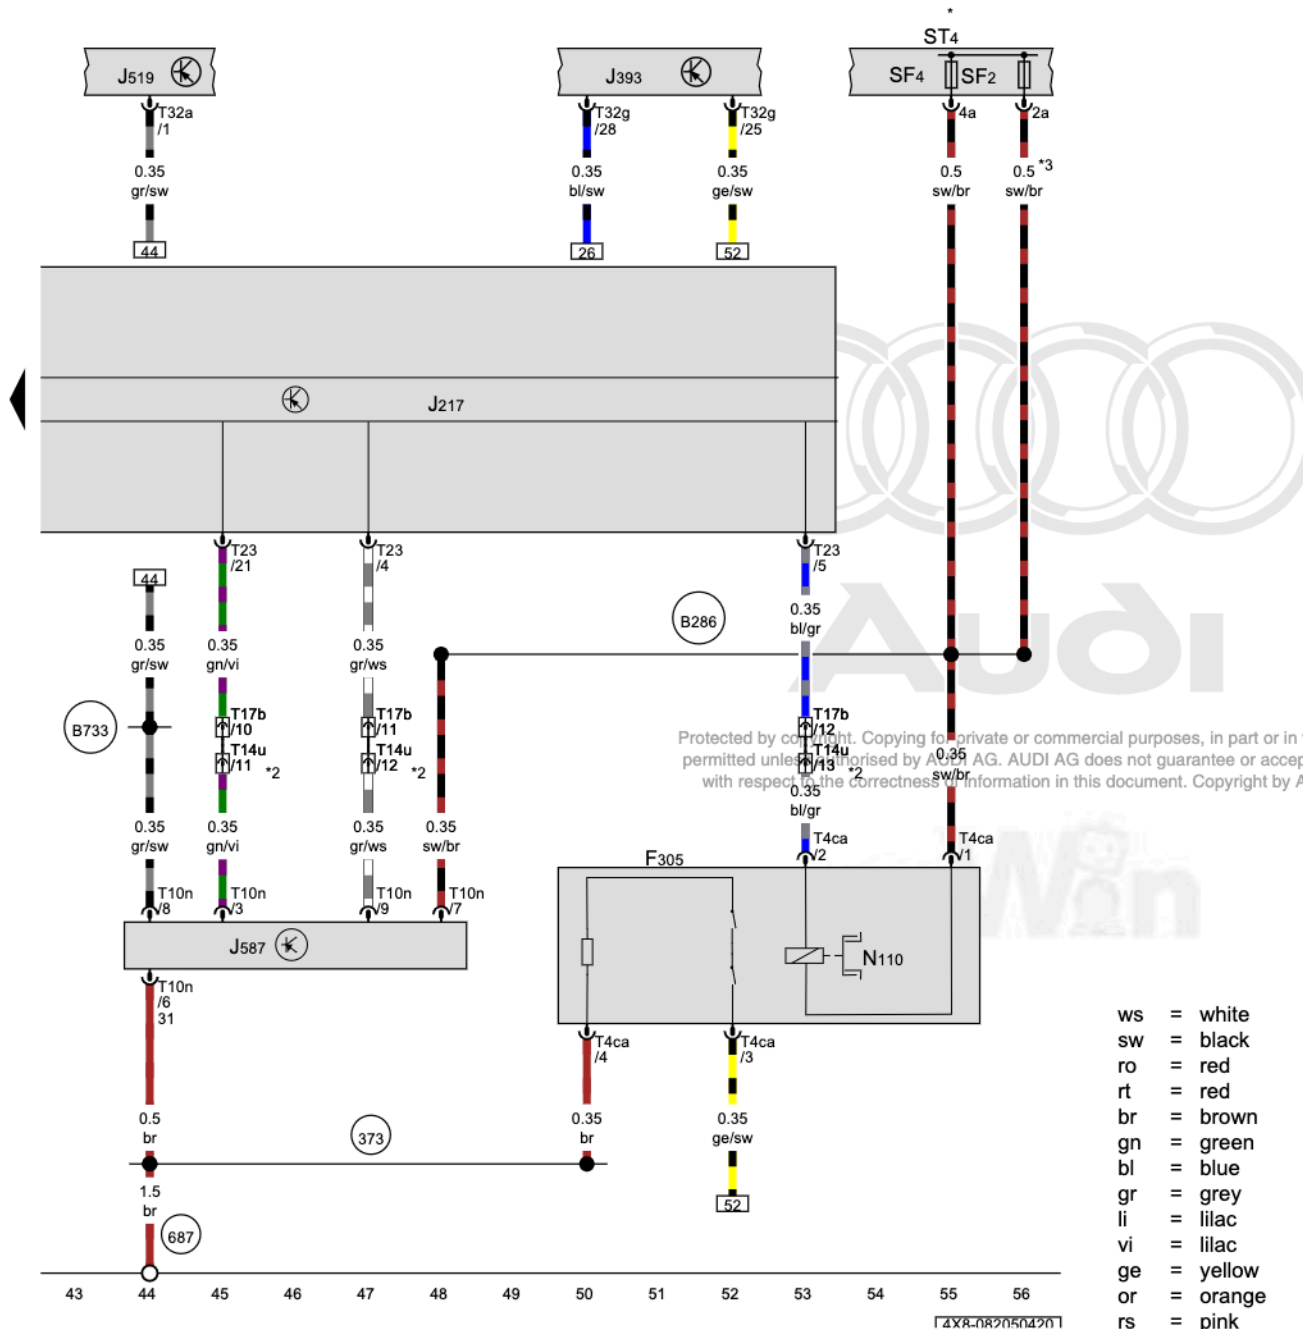 *
ST4
J519
J393
SF4 SF2
T32a
/1
T32g
/28
T32g
/25
4a
2a
0.35
gr/sw
0.35
bl/sw
0.35
ge/sw
0.5
sw/br
0.5 *3
sw/br
44
26
52
J217
T23
/21
T23
/4
T23
/5
44
0.35
bl/gr
B286
0.35
gr/sw
0.35
gn/vi
0.35
gr/ws
Audi
B733
T17b
/10
T17b
/11
T17b
/12
T14u
/11 *2
T14u
/12 *2
T14u
/13 *2
Protected by copyright. Copying for private or commercial purposes, in part or in
permitted unless authorised by AUDI AG. AUDI AG does not guarantee or accep
with respect to the correctness of information in this document. Copyright by A
0.35
sw/br
0.35
bl/gr
0.35
gr/sw
0.35
gn/vi
0.35
gr/ws
0.35
sw/br
F305
T4ca
/2
T4ca
/1
T10n
/8
T10n
/3
T10n
/9
T10n
/7
J587
N110
Win
T10n
/6
31
T4ca
/4
T4ca
/3
0.5
br
373
0.35
br
0.35
ge/sw
1.5
br
687
52
43 44 45 46 47 48 49 50 51 52 53 54 55 56
4X8-082050420
ws = white
sw = black
ro = red
rt = red
br = brown
gn = green
bl = blue
gr = grey
li = lilac
vi = lilac
ge = yellow
or = orange
rs = pink